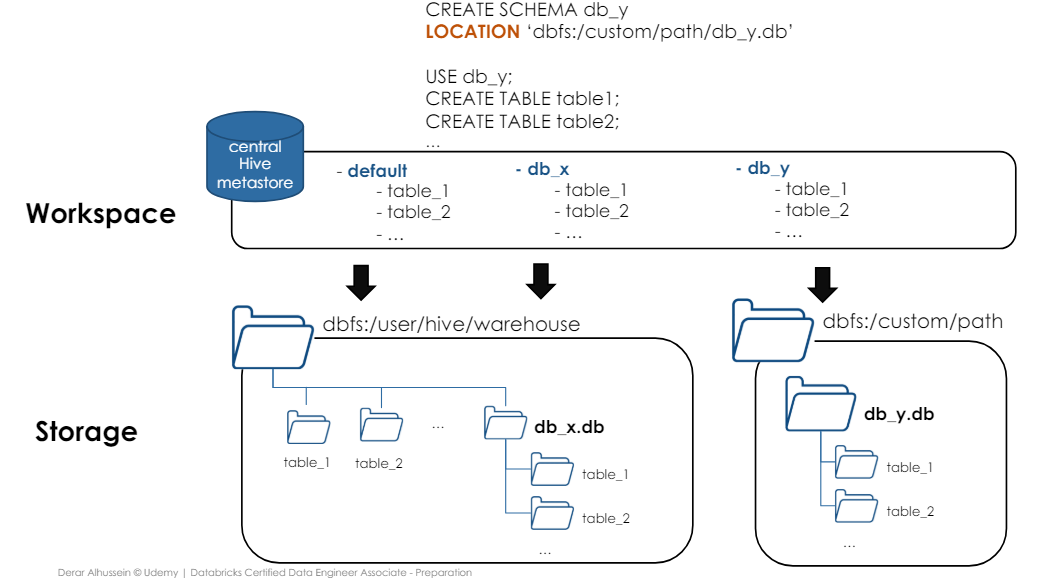 CREATE SCHEMA db_y
LOCATION ‘dbfs:/custom/path/db_y.db’
USE db_y;
CREATE TABLE table1;
CREATE TABLE table2;
...
central
Hive
metastore
- default
- table_1
- table_2
- ...
- db_x
- table_1
- table_2
- ...
- db_y
- table_1
- table_2
- ...
Workspace
dbfs:/user/hive/warehouse
dbfs:/custom/path
Storage
table_1
table_2
...
db_x.db
table_1
table_2
...
db_y.db
table_1
table_2
...
Derar Alhussein © Udemy | Databricks Certified Data Engineer Associate - Preparation